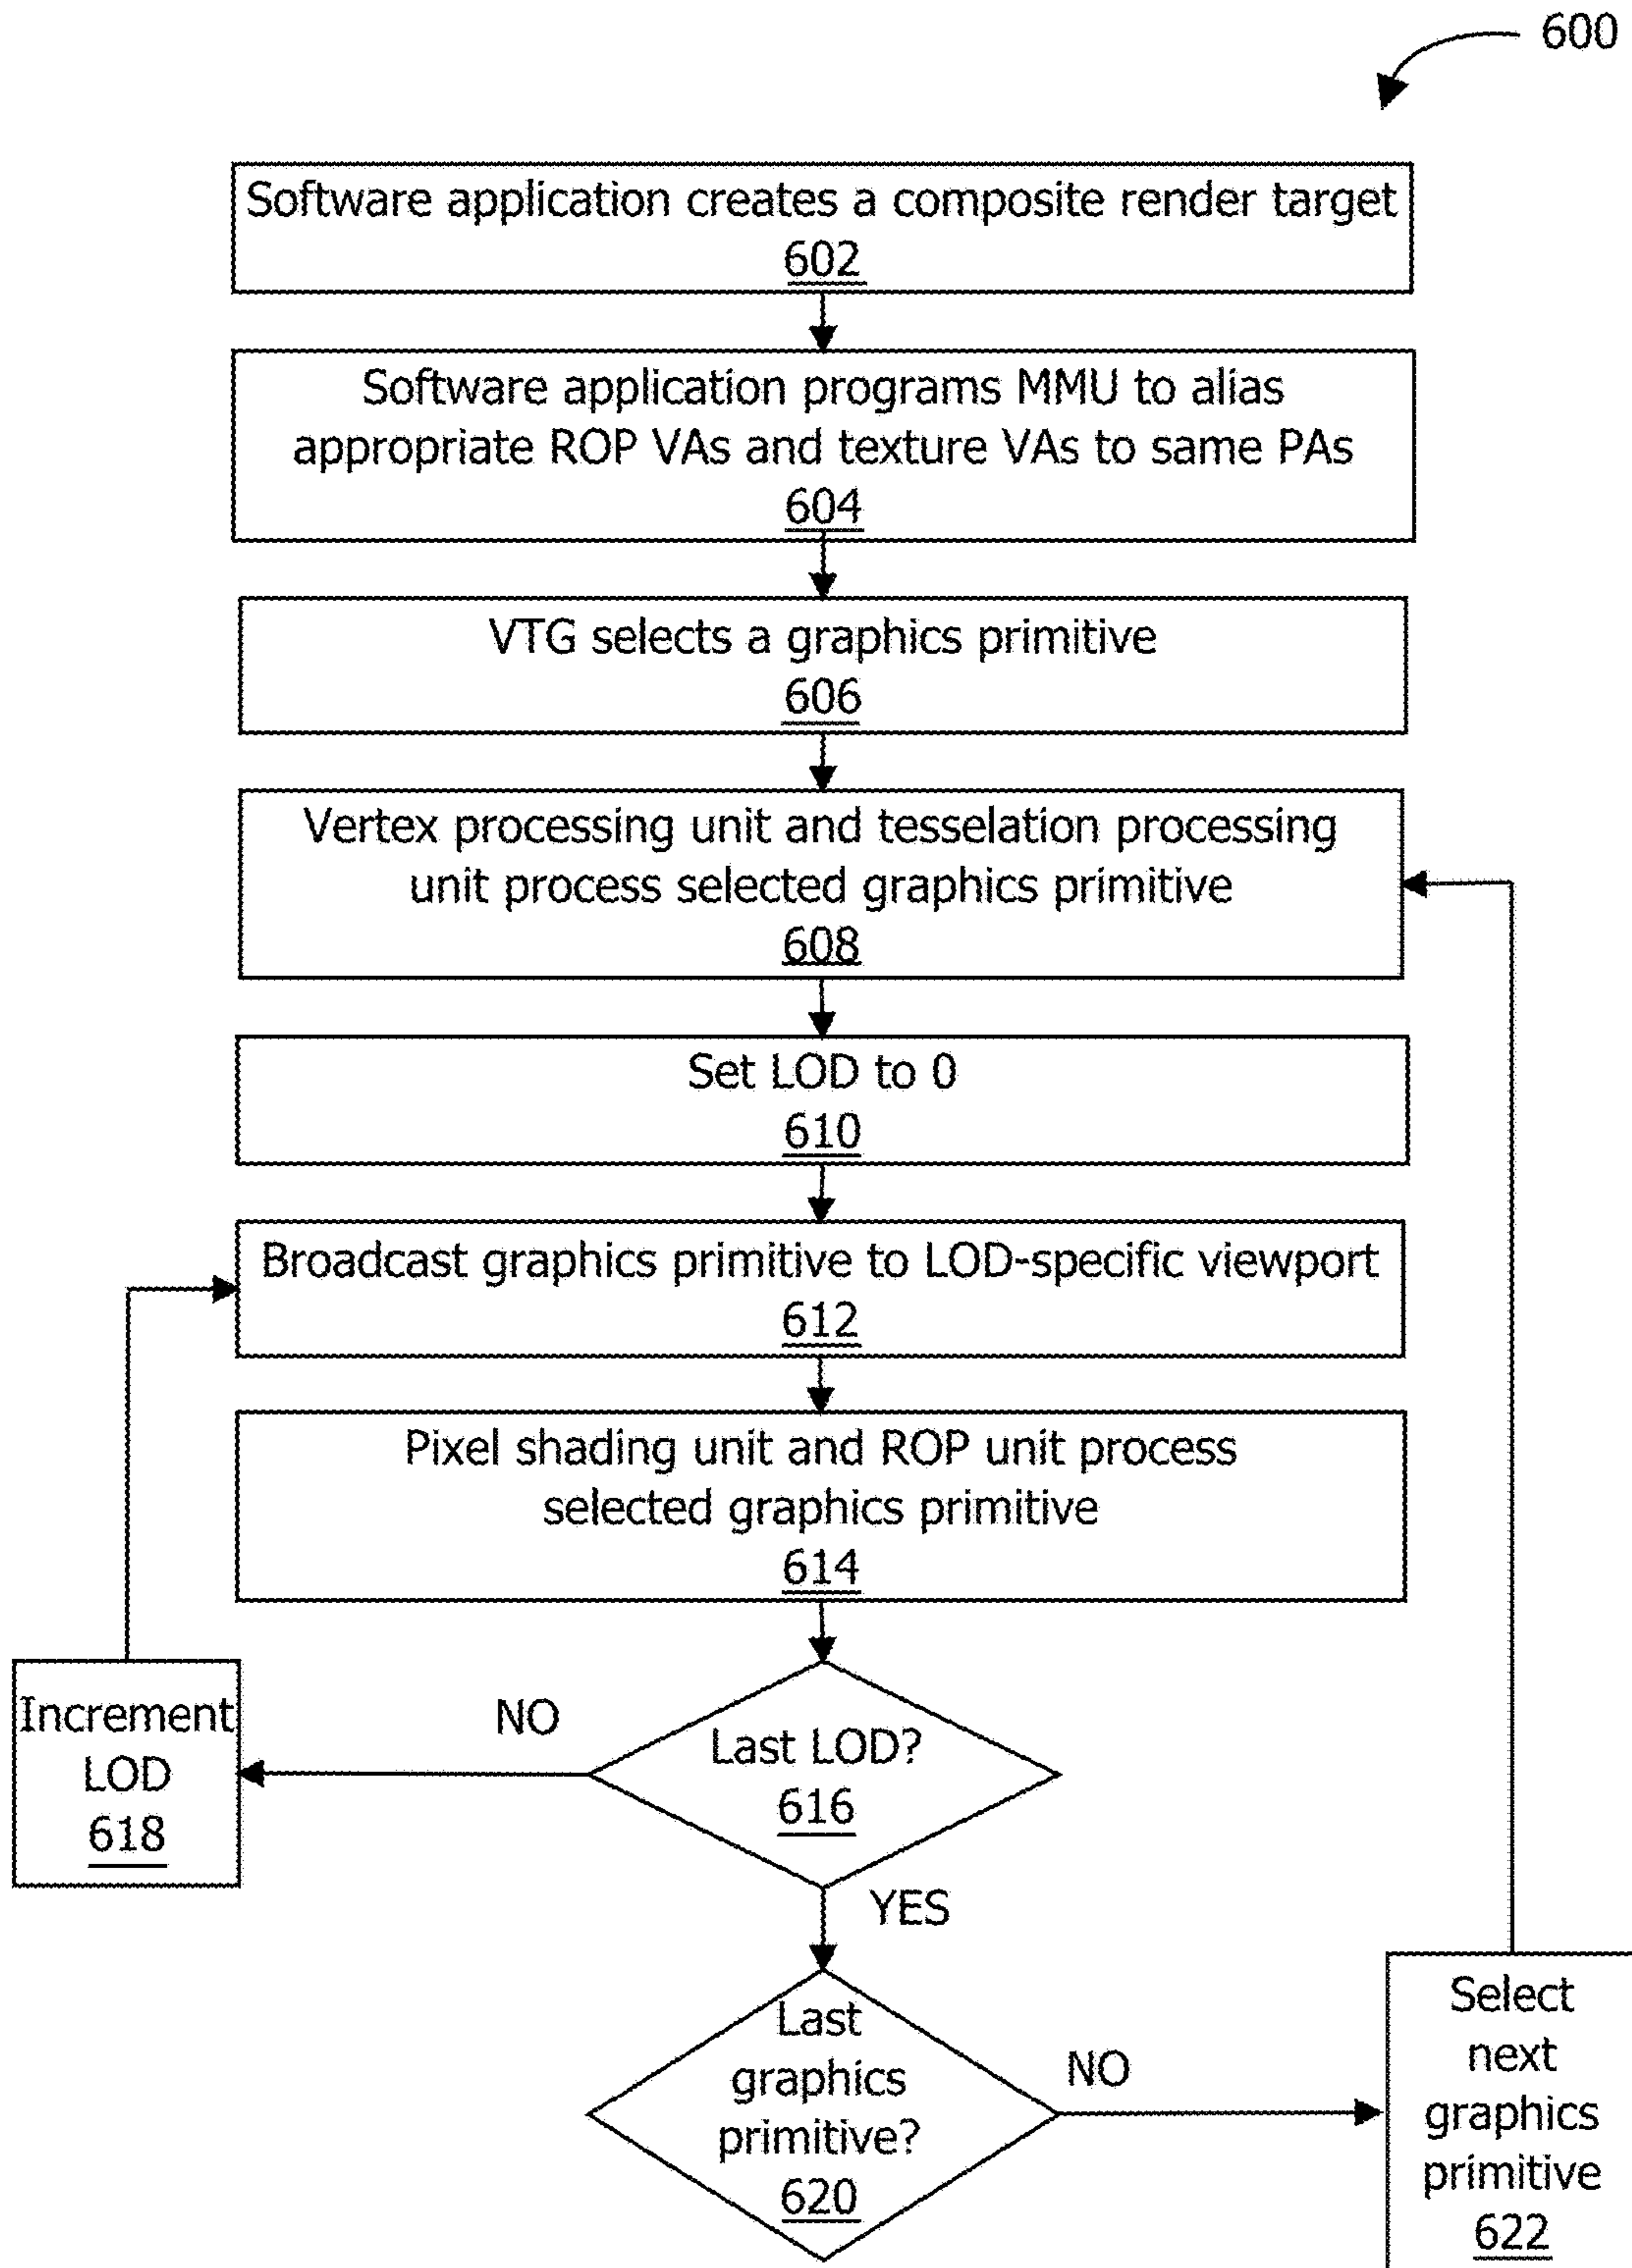 600
Software application creates a composite render target
602
Software application programs MMU to alias
appropriate ROP VAs and texture VAs to same PAs
604
VTG selects a graphics primitive
606
Vertex processing unit and tesselation processing
unit process selected graphics primitive
608
Set LOD to 0
610
Broadcast graphics primitive to LOD-specific viewport
612
Pixel shading unit and ROP unit process
selected graphics primitive
614
Last LOD?
616
NO
Increment
LOD
618
YES
Last
graphics
primitive?
620
NO
Select
next
graphics
primitive
622